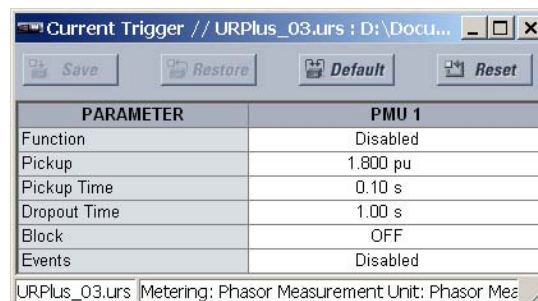 Current Trigger // URPlus_03.urs : D:\Docu...
Save Restore Default Reset
PARAMETER PMU 1
Function Disabled
Pickup 1.800 pu
Pickup Time 0.10 s
Dropout Time 1.00 s
Block OFF
Events Disabled
URPlus_03.urs Metering: Phasor Measurement Unit: Phasor Mea